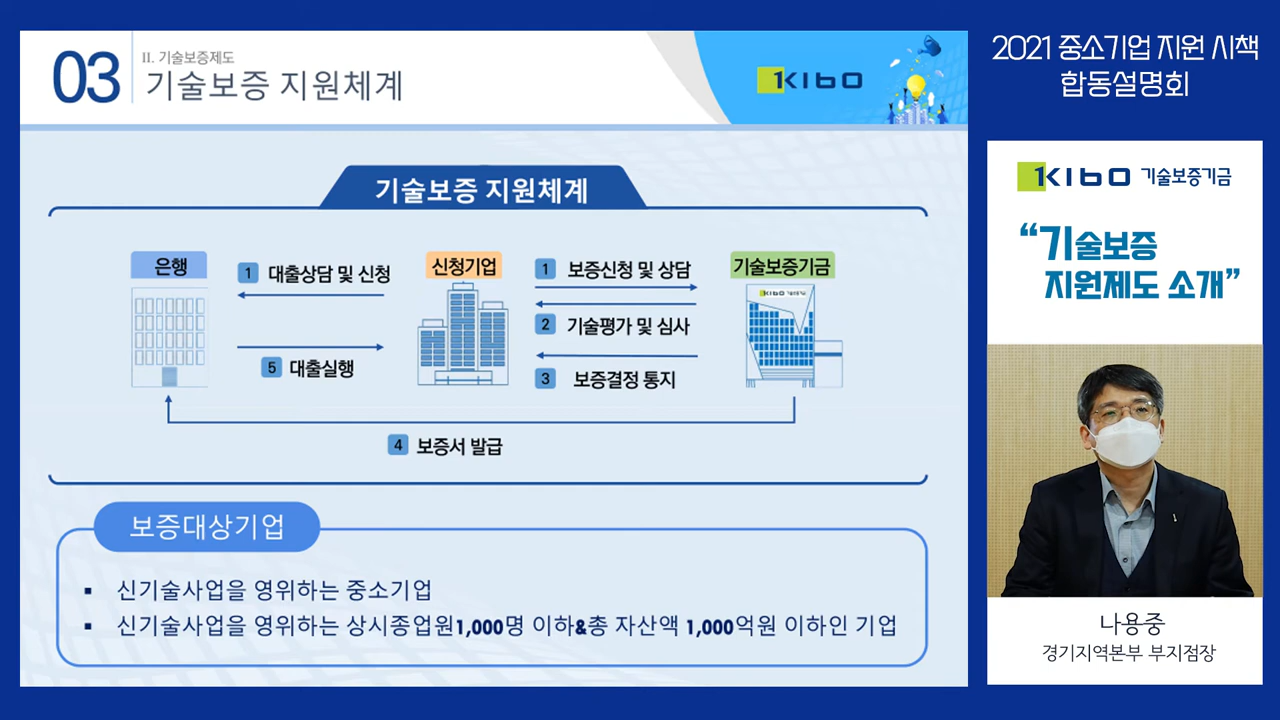 03
II. 기술보증제도
기술보증 지원체계
1KIBO
기술보증 지원체계
은행
1 대출상담 및 신청
5 대출실행
신청기업
1 보증신청 및 상담
2 기술평가 및 심사
3 보증결정 통지
기술보증기금
KIBO
4 보증서 발급
보증대상기업
▪ 신기술사업을 영위하는 중소기업
▪ 신기술사업을 영위하는 상시종업원1,000명 이하&총 자산액 1,000억원 이하인 기업
2021 중소기업 지원 시책
합동설명회
1KIBO 기술보증기금
“기술보증
지원제도 소개”
나용중
경기지역본부 부지점장